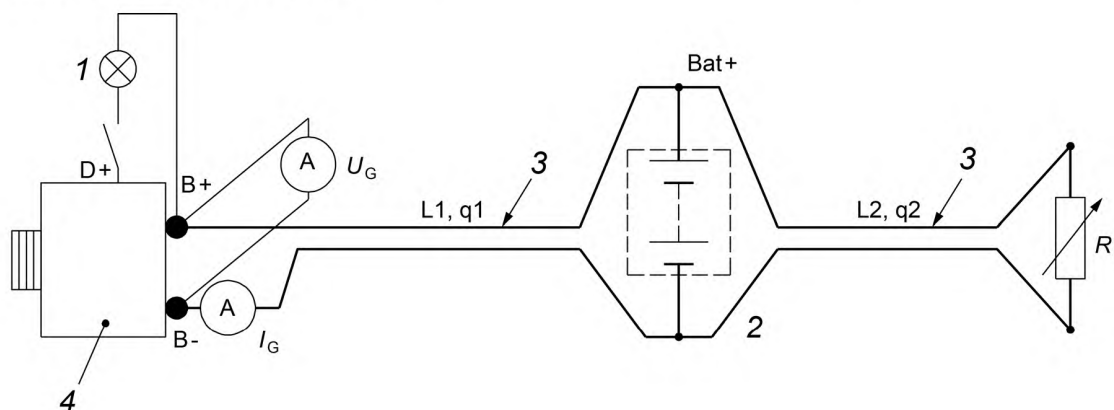 Bat+
1
D+
B+
A
U_G
3
L1, q1
3
L2, q2
R
B-
A
I_G
2
4